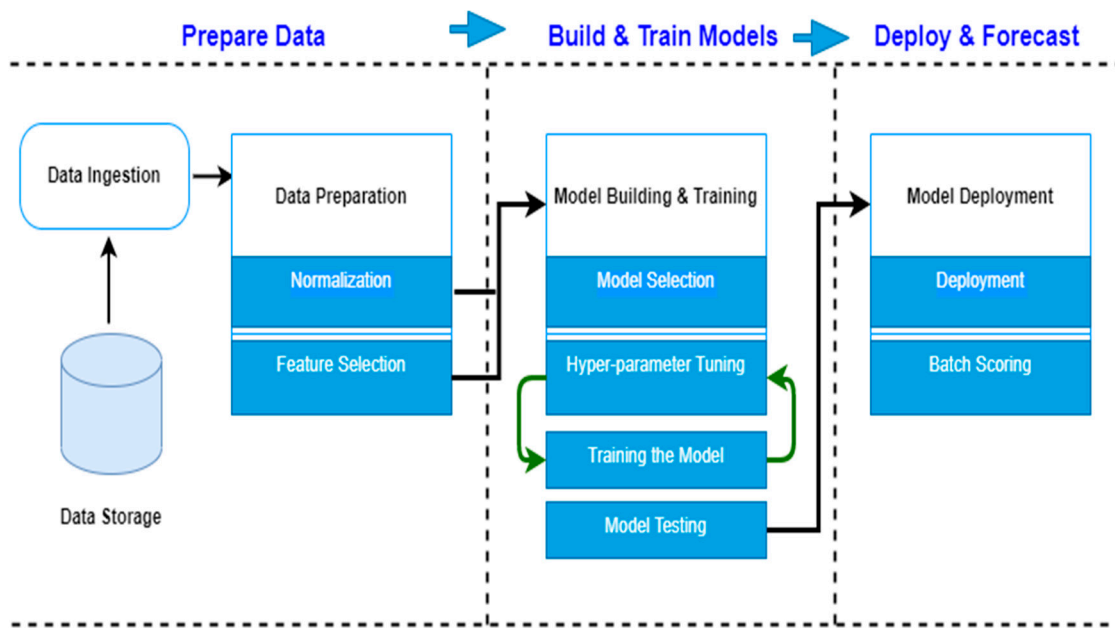 Prepare Data
Build & Train Models
Deploy & Forecast
Data Ingestion
Data Storage
Data Preparation
Normalization
Feature Selection
Model Building & Training
Model Selection
Hyper-parameter Tuning
Training the Model
Model Testing
Model Deployment
Deployment
Batch Scoring